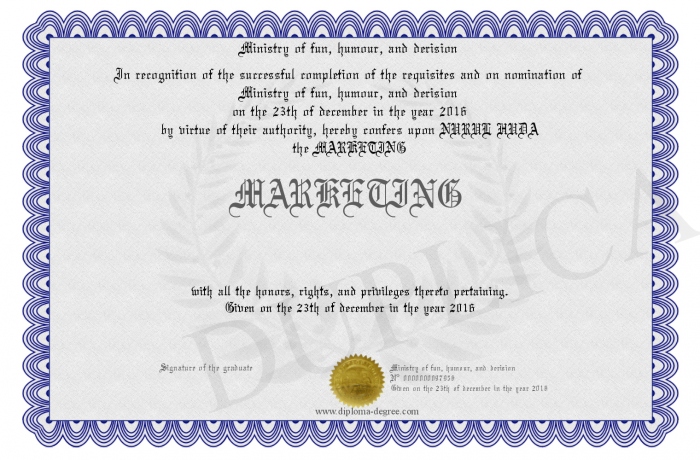 Ministry of fun, humour, and derision
In recognition of the successful completion of the requisites and on nomination of
Ministry of fun, humour, and derision
on the 23th of december in the year 2016
by virtue of their authority, hereby confers upon NURUL HUDA
the MARKETING
MARKETING
with all the honors, rights, and privileges thereto pertaining.
Given on the 23th of december in the year 2016
Signature of the graduate
Ministry of fun, humour, and derision
N°
Given on the 23th of december in the year 2016
www.diploma-degree.com
DUPLICA